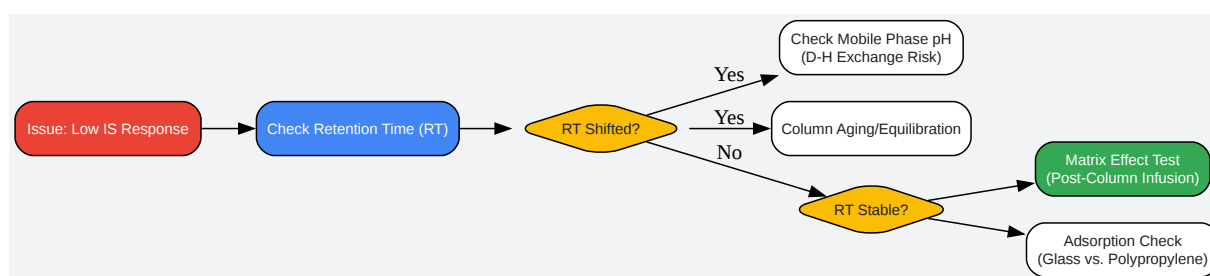 Issue: Low IS Response
Check Retention Time (RT)
RT Shifted?
Yes
Check Mobile Phase pH
(D-H Exchange Risk)
Yes
Column Aging/Equilibration
No
RT Stable?
Matrix Effect Test
(Post-Column Infusion)
Adsorption Check
(Glass vs. Polypropylene)